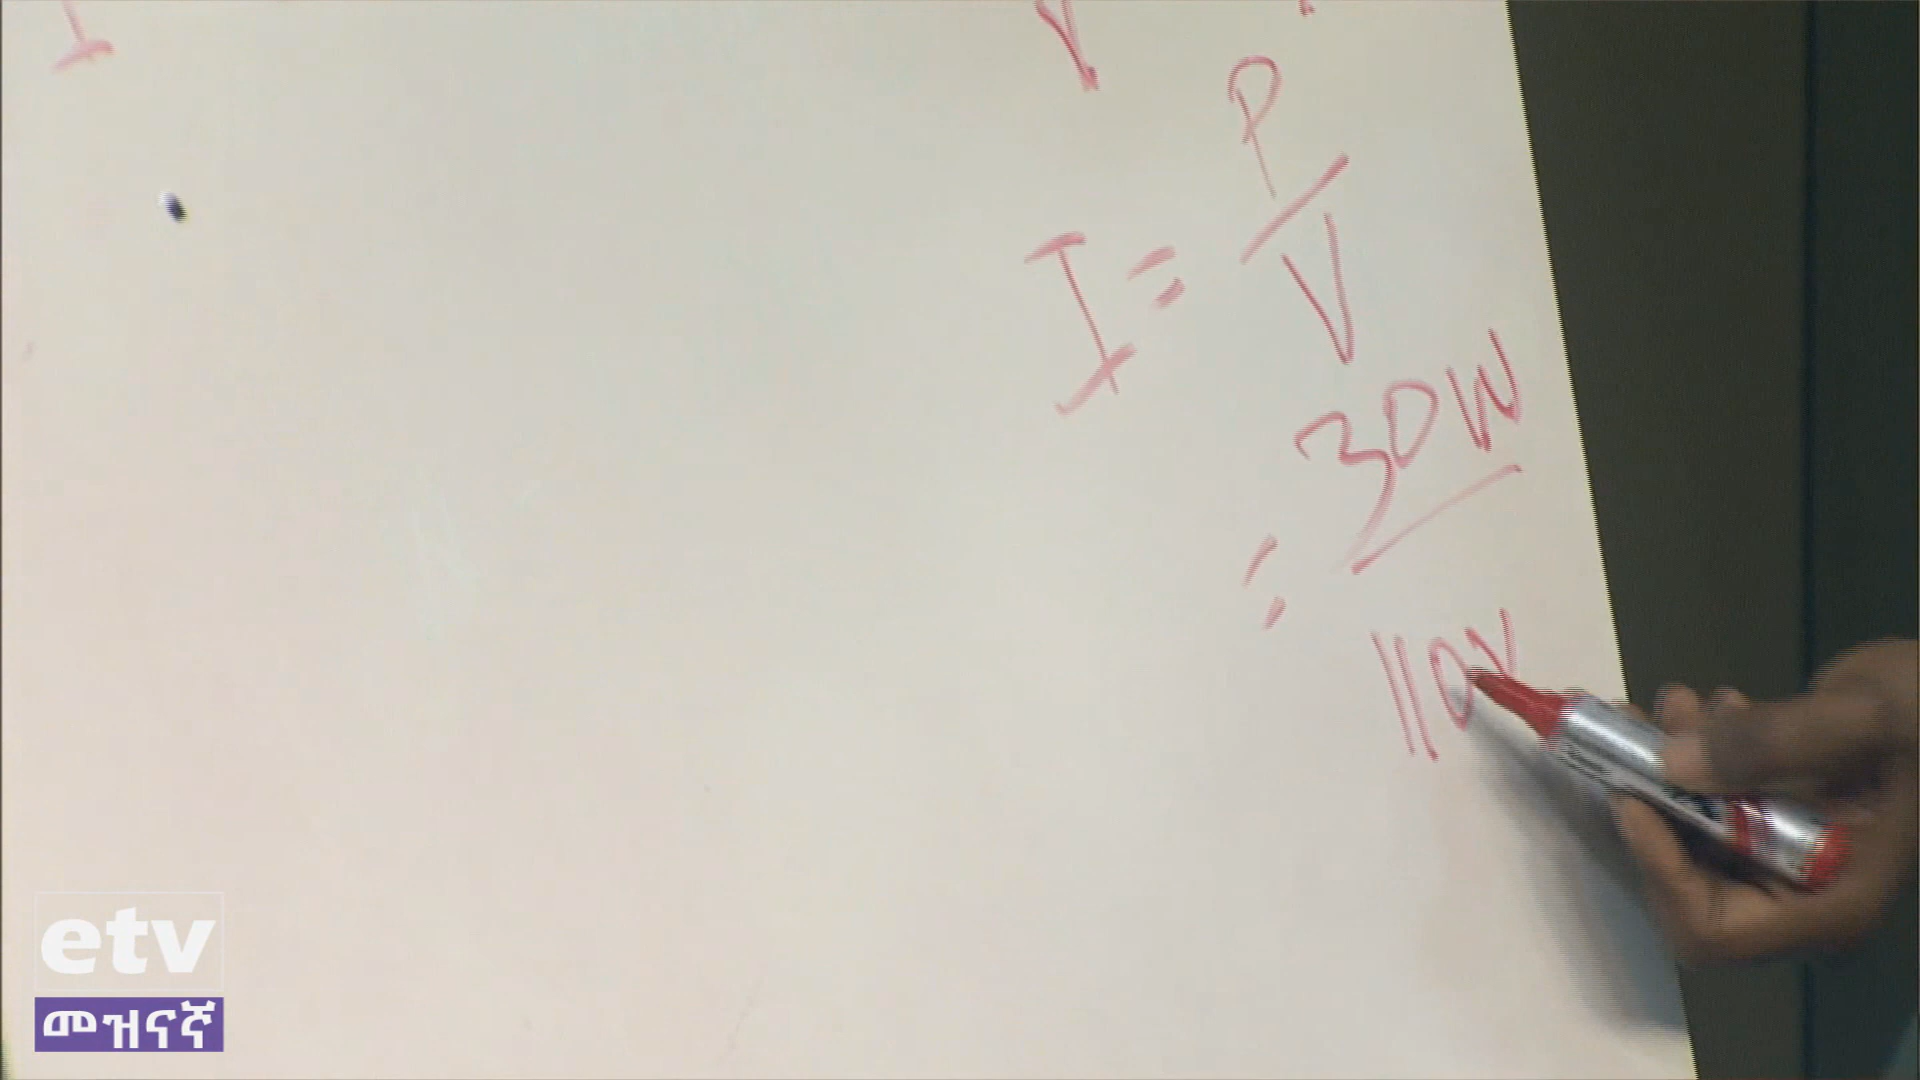 I
V
I = P/V
= 30W/110V
etv
መዝናኛ